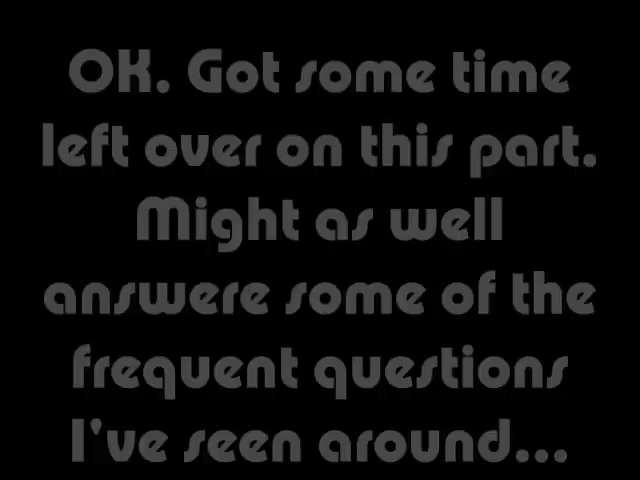 OK. Got some time
left over on this part.
Might as well
answere some of the
frequent questions
I've seen around...